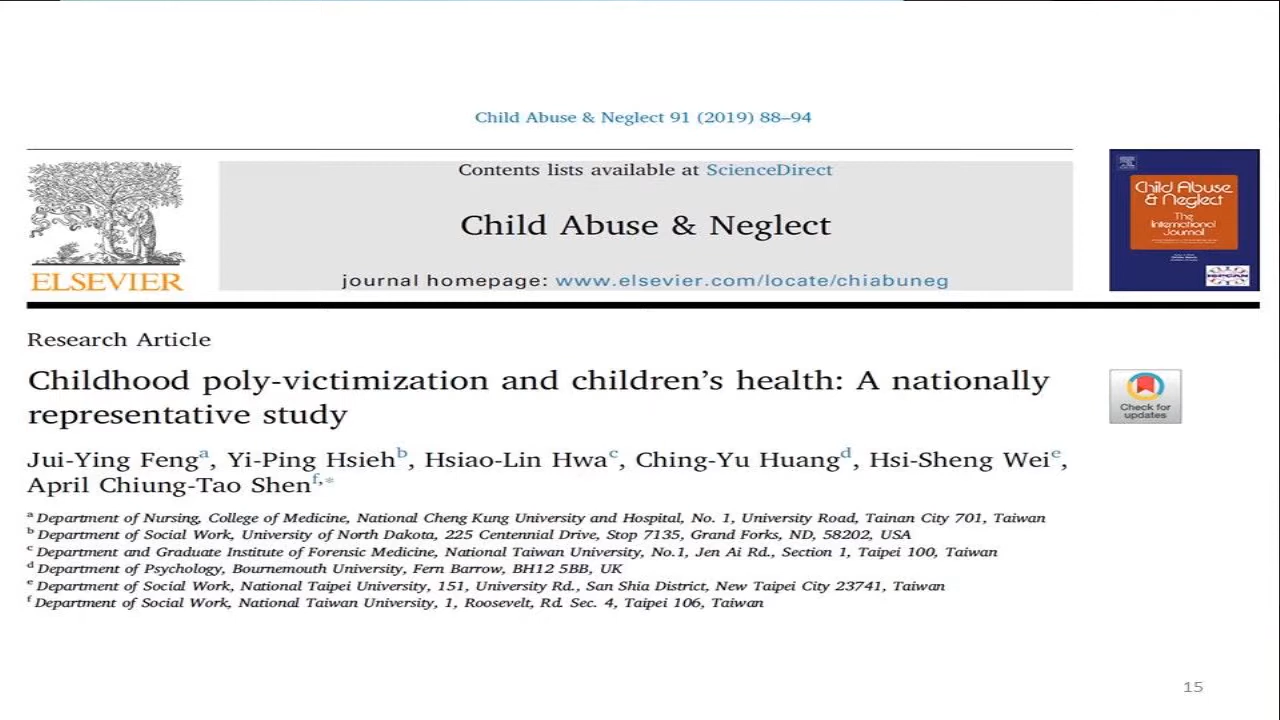 Child Abuse & Neglect 91 (2019) 88–94
Contents lists available at ScienceDirect
Child Abuse & Neglect
journal homepage: www.elsevier.com/locate/chiabuneg
ELSEVIER
Child Abuse
& Neglect
The
International
Journal
Research Article
Childhood poly-victimization and children's health: A nationally
representative study
Check for
updates
Jui-Ying Feng^a, Yi-Ping Hsieh^b, Hsiao-Lin Hwa^c, Ching-Yu Huang^d, Hsi-Sheng Wei^e,
April Chiung-Tao Shen^f,*
^a Department of Nursing, College of Medicine, National Cheng Kung University and Hospital, No. 1, University Road, Tainan City 701, Taiwan
^b Department of Social Work, University of North Dakota, 225 Centennial Drive, Stop 7135, Grand Forks, ND, 58202, USA
^c Department and Graduate Institute of Forensic Medicine, National Taiwan University, No.1, Jen Ai Rd., Section 1, Taipei 100, Taiwan
^d Department of Psychology, Bournemouth University, Fern Barrow, BH12 5BB, UK
^e Department of Social Work, National Taipei University, 151, University Rd., San Shia District, New Taipei City 23741, Taiwan
^f Department of Social Work, National Taiwan University, 1, Roosevelt, Rd. Sec. 4, Taipei 106, Taiwan
15